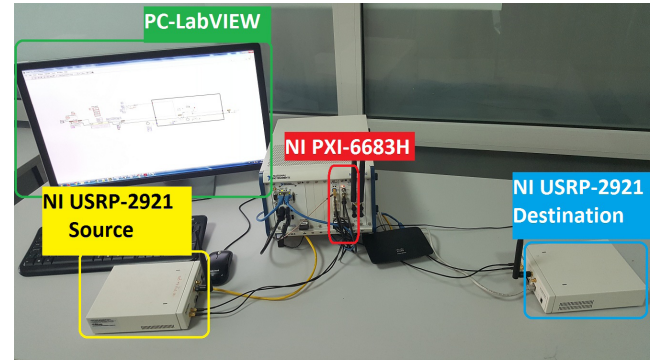 PC-LabVIEW
NI PXI-6683H
NI USRP-2921
Source
NI USRP-2921
Destination